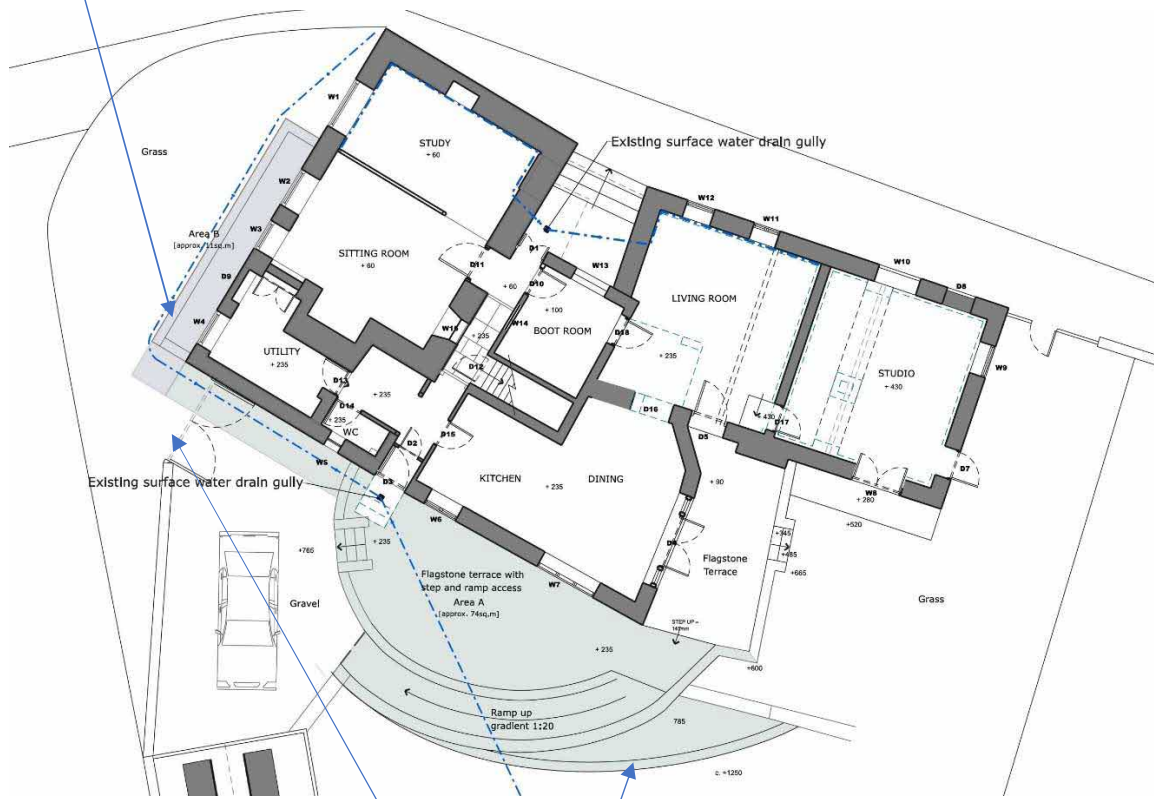 W1
STUDY
+ 60
Existing surface water drain gully
Grass
W2
W12
W11
Area B
[approx. 11sq.m]
W3
SITTING ROOM
+ 60
D11
D1
W13
W10
D8
+ 60
D10
+ 100
LIVING ROOM
D9
W15
W14
BOOT ROOM
D18
W4
+235
+ 235
W9
UTILITY
+ 235
D12
STUDIO
+ 430
D13
+235
D14
D16
+ 430
D17
+ 235
WC
D2
D15
D5
W5
KITCHEN
DINING
+ 235
D7
Existing surface water drain gully
D3
+ 90
W8
+ 280
W6
+520
+ 235
D4
+745
+485
+765
Flagstone terrace with
step and ramp access
Area A
[approx. 74sq.m]
W7
Flagstone
Terrace
+665
Gravel
Grass
STEP UP =
+ 235
+600
Ramp up
gradient 1:20
785
c. +1250